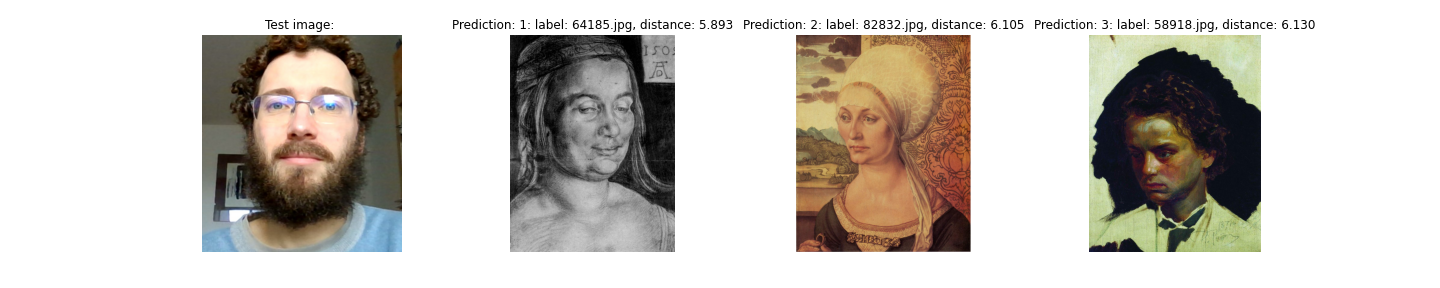 Test image:
Prediction: 1: label: 64185.jpg, distance: 5.893
Prediction: 2: label: 82832.jpg, distance: 6.105
Prediction: 3: label: 58918.jpg, distance: 6.130